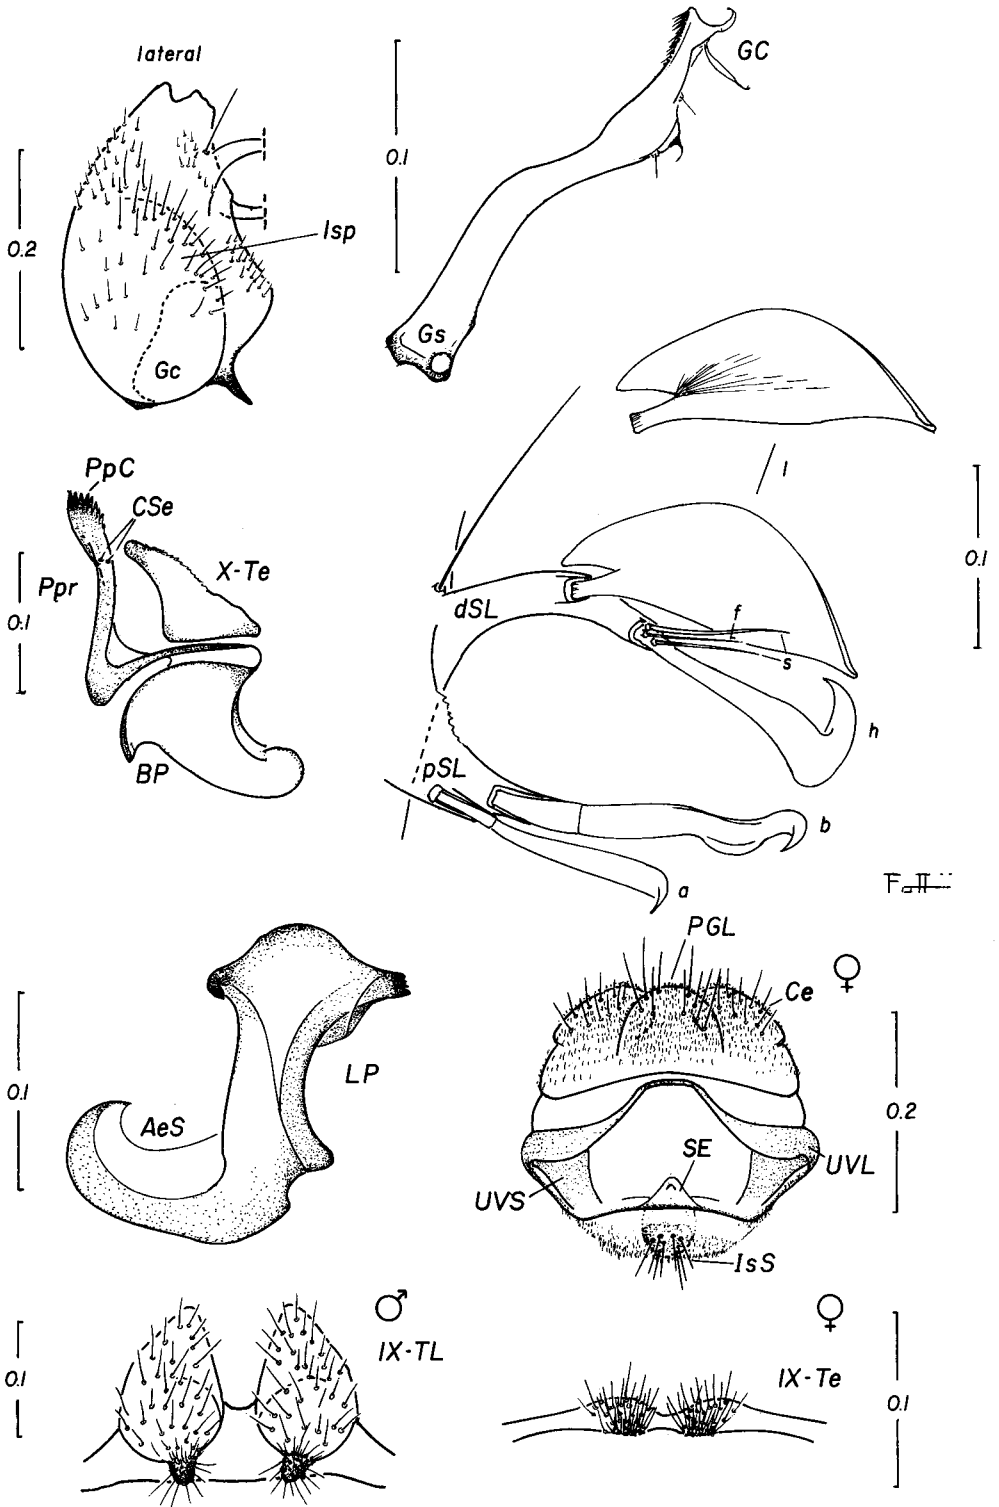 lateral
GC
0.1
0.2
Isp
Gc
Gs
PpC
CSe
l
Ppr
X-Te
0.1
0.1
dSL
f
s
h
BP
pSL
b
a
PGL
♀
Ce
0.1
LP
0.2
AeS
SE
UVL
UVS
IsS
♂
♀
IX-TL
0.1
IX-Te
0.1